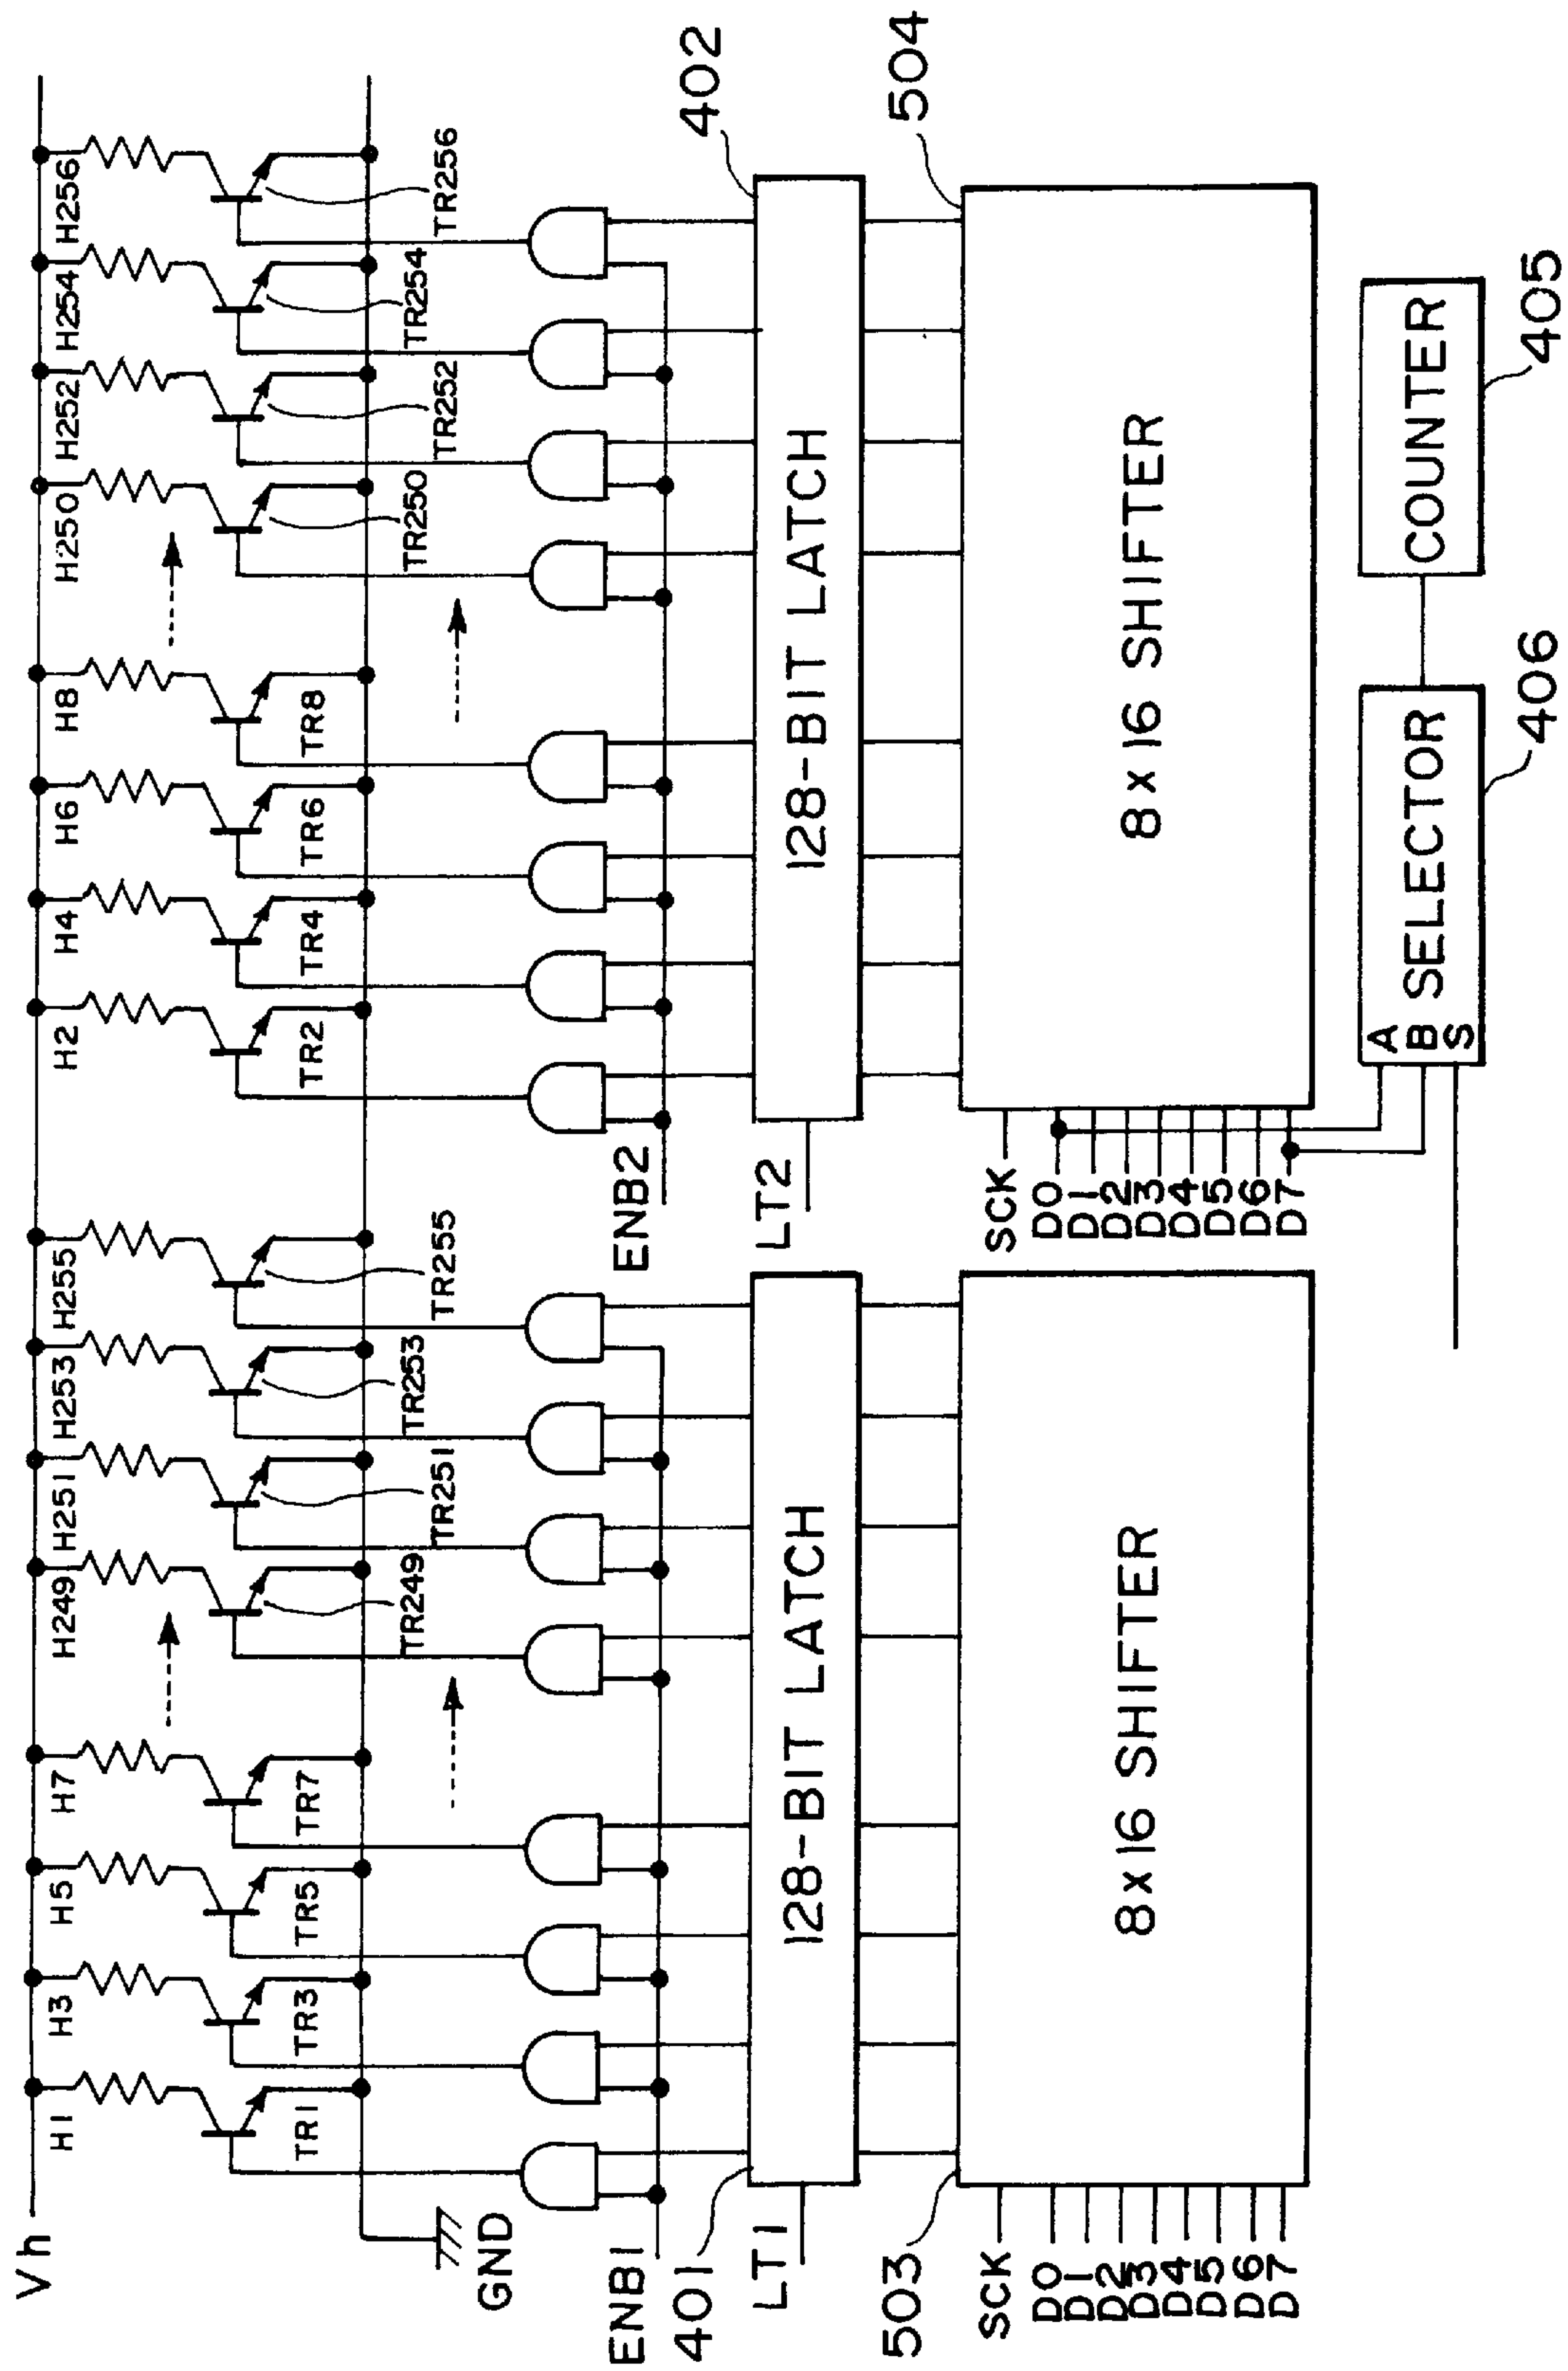 Vh
H1 H3 H5 H7 H249 H251 H253 H255 H2 H4 H6 H8 H250 H252 H254 H256
TR1 TR3 TR5 TR7 TR249 TR251 TR253 TR255 TR2 TR4 TR6 TR8 TR250 TR252 TR254 TR256
GND
ENB1 ENB2
401 402
LT1 128-BIT LATCH LT2 128-BIT LATCH
503 504
8x16 SHIFTER 8x16 SHIFTER
SCK SCK
D0 D0
D1 D1
D2 D2
D3 D3
D4 D4
D5 D5
D6 D6
D7 D7
A
B SELECTOR COUNTER
S
406 405